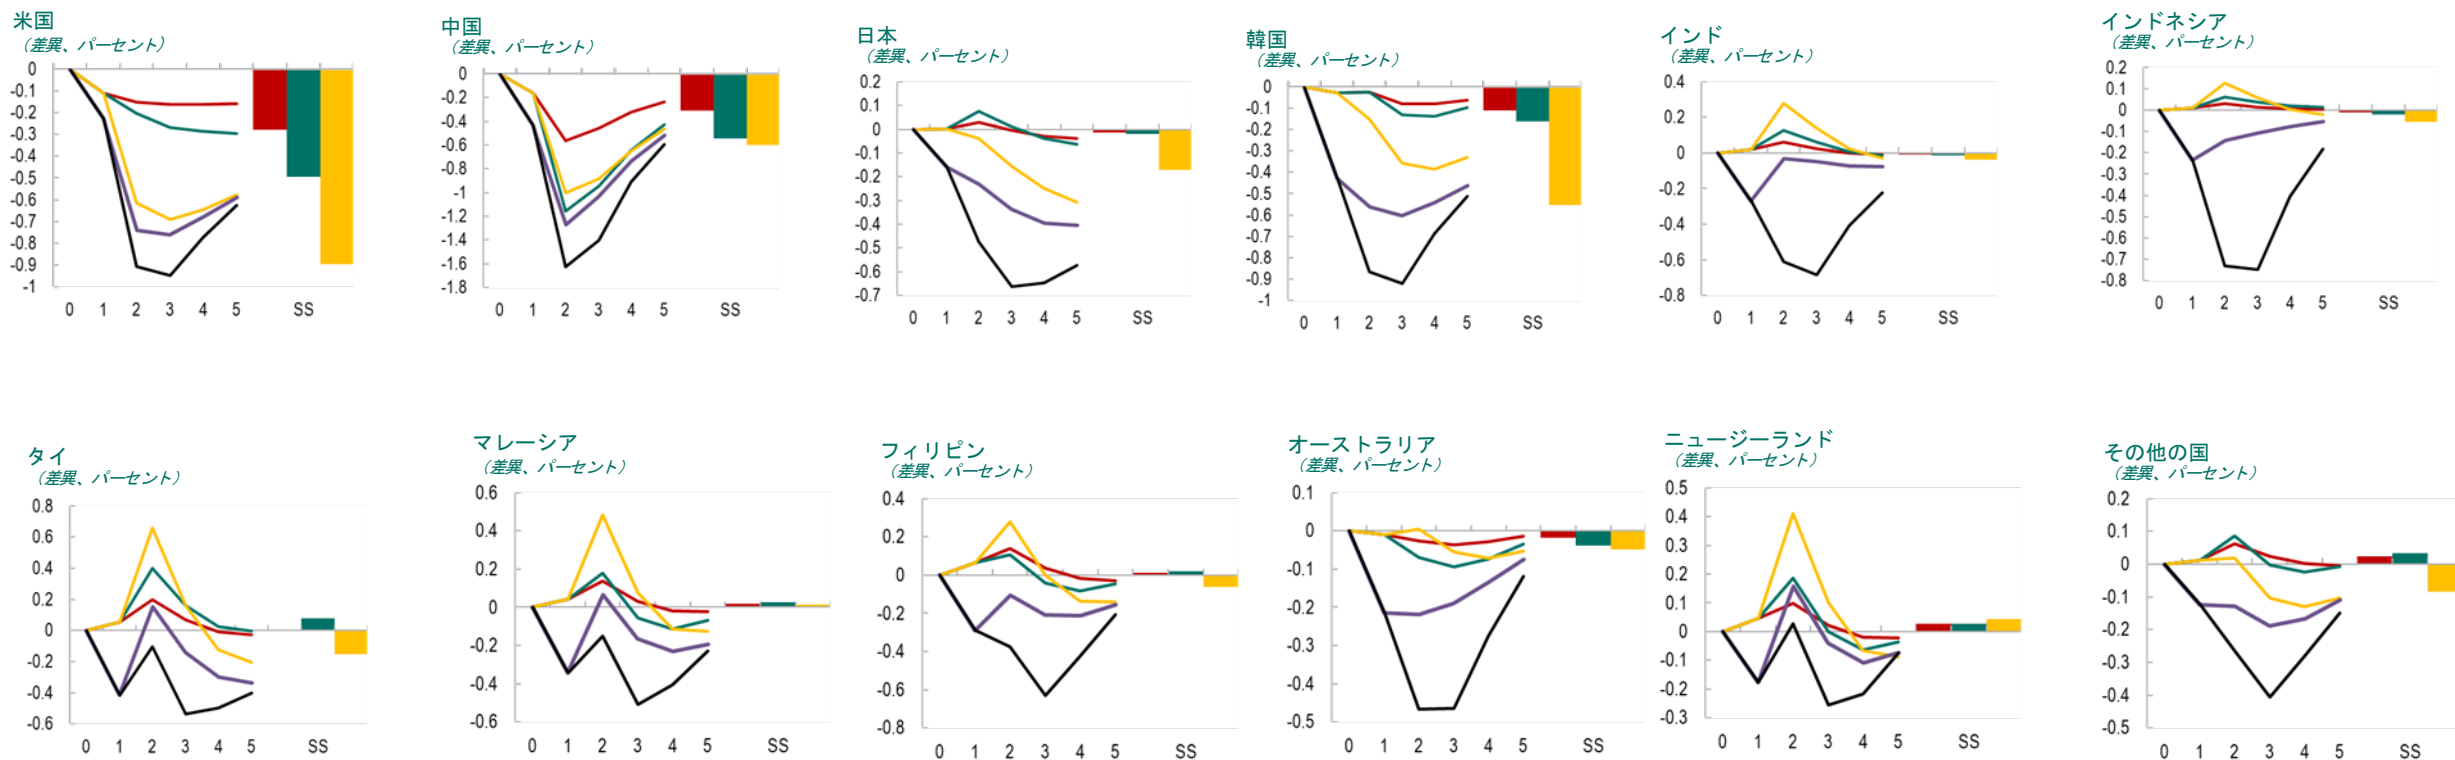 米国
（差異、パーセント）
0
-0.1
-0.2
-0.3
-0.4
-0.5
-0.6
-0.7
-0.8
-0.9
-1
0 1 2 3 4 5 SS
中国
（差異、パーセント）
0
-0.2
-0.4
-0.6
-0.8
-1
-1.2
-1.4
-1.6
-1.8
0 1 2 3 4 5 SS
日本
（差異、パーセント）
0.2
0.1
0
-0.1
-0.2
-0.3
-0.4
-0.5
-0.6
-0.7
0 1 2 3 4 5 SS
韓国
（差異、パーセント）
0
-0.1
-0.2
-0.3
-0.4
-0.5
-0.6
-0.7
-0.8
-0.9
-1
0 1 2 3 4 5 SS
インド
（差異、パーセント）
0.4
0.2
0
-0.2
-0.4
-0.6
-0.8
0 1 2 3 4 5 SS
インドネシア
（差異、パーセント）
0.2
0.1
0
-0.1
-0.2
-0.3
-0.4
-0.5
-0.6
-0.7
-0.8
0 1 2 3 4 5 SS
タイ
（差異、パーセント）
0.8
0.6
0.4
0.2
0
-0.2
-0.4
-0.6
0 1 2 3 4 5 SS
マレーシア
（差異、パーセント）
0.6
0.4
0.2
0
-0.2
-0.4
-0.6
0 1 2 3 4 5 SS
フィリピン
（差異、パーセント）
0.4
0.2
0
-0.2
-0.4
-0.6
-0.8
0 1 2 3 4 5 SS
オーストラリア
（差異、パーセント）
0.1
0
-0.1
-0.2
-0.3
-0.4
-0.5
0 1 2 3 4 5 SS
ニュージーランド
（差異、パーセント）
0.5
0.4
0.3
0.2
0.1
0
-0.1
-0.2
-0.3
0 1 2 3 4 5 SS
その他の国
（差異、パーセント）
0.2
0.1
0
-0.1
-0.2
-0.3
-0.4
-0.5
0 1 2 3 4 5 SS